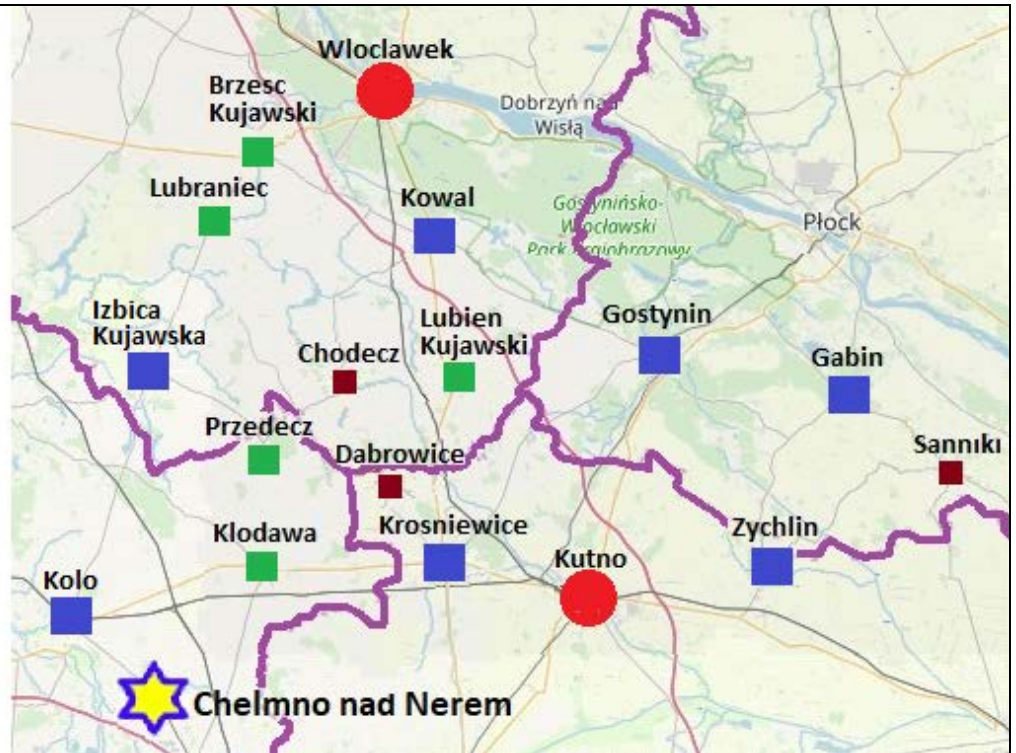 Wloclawek
Brzesc
Kujawski
Dobrzyń nad
Wisłą
Lubraniec
Kowal
Gostynińsko-
Włocławski
Park Krajobrazowy
Płock
Izbica
Kujawska
Chodecz
Lubien
Kujawski
Gostynin
Gabin
Przedecz
Dabrowice
Sanniki
Klodawa
Krosniewice
Kutno
Zychlin
Kolo
Chelmno nad Nerem